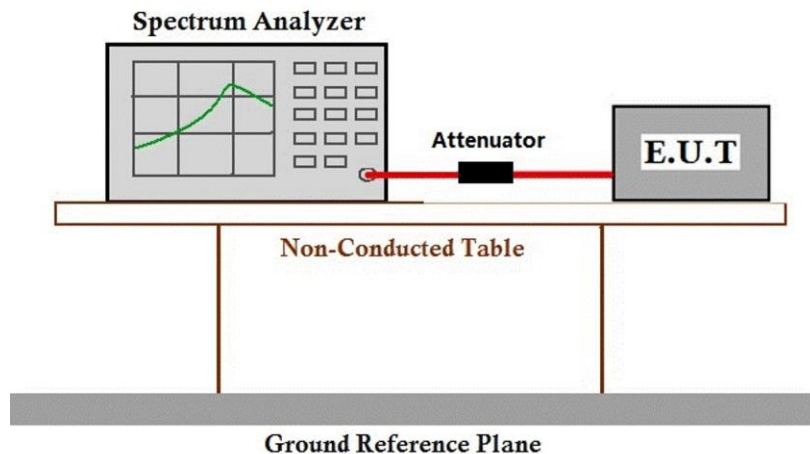 Spectrum Analyzer
Attenuator
E.U.T
Non-Conducted Table
Ground Reference Plane